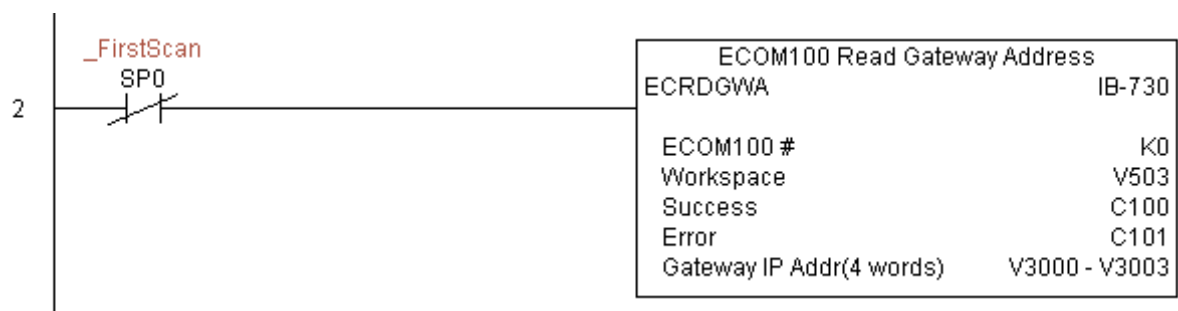 _FirstScan
SP0
2
ECOM100 Read Gateway Address
ECRDGWA IB-730
ECOM100 # K0
Workspace V503
Success C100
Error C101
Gateway IP Addr(4 words) V3000 - V3003